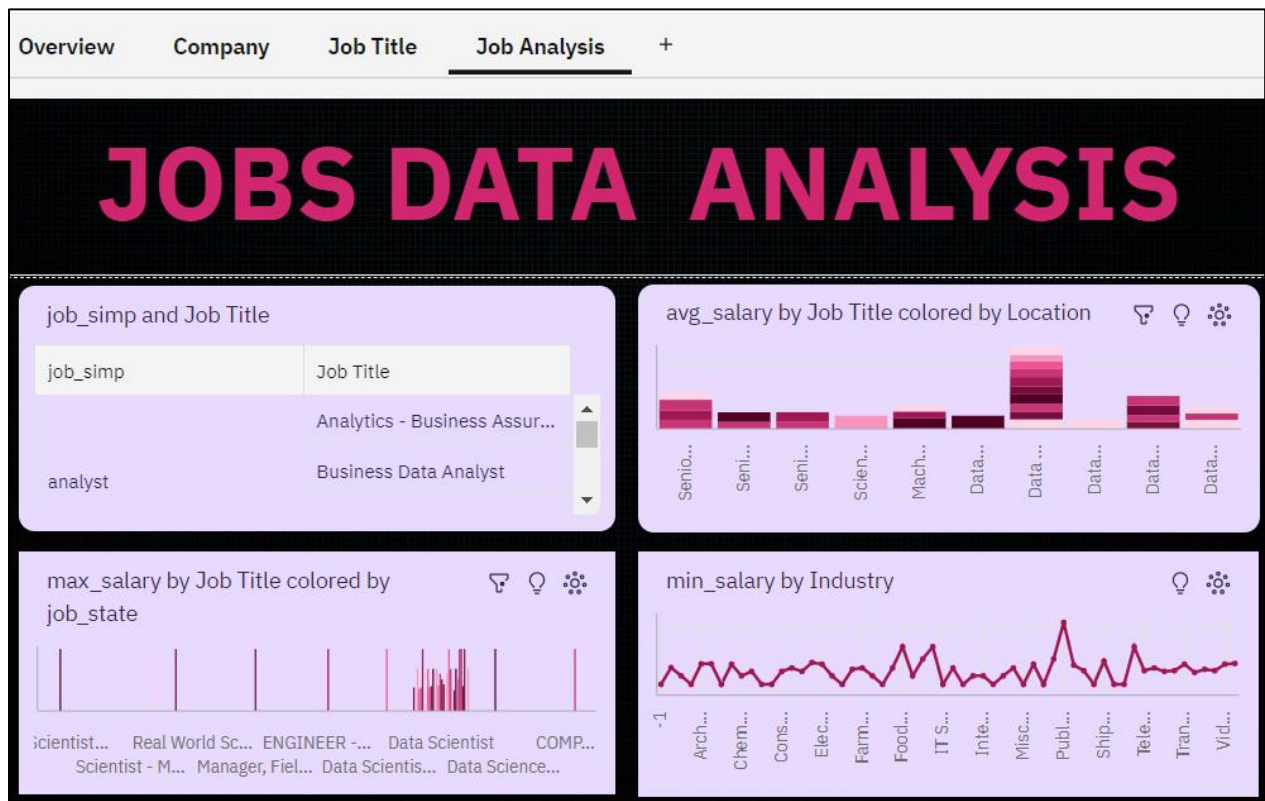 Overview Company Job Title Job Analysis +
JOBS DATA ANALYSIS
job_simp and Job Title
job_simp Job Title
Analytics - Business Assur...
analyst
Business Data Analyst
avg_salary by Job Title colored by Location
Senio...
Seni...
Seni...
Scien...
Mach...
Data...
Data ...
Data...
Data...
Data...
max_salary by Job Title colored by
job_state
Scientist... Real World Sc... ENGINEER -... Data Scientist COMP...
Scientist - M... Manager, Fiel... Data Scientis... Data Science...
min_salary by Industry
-1
Arch...
Chem...
Cons...
Elec...
Farm...
Food...
IT S...
Inte...
Misc...
Publ...
Ship...
Tele...
Tran...
Vid...